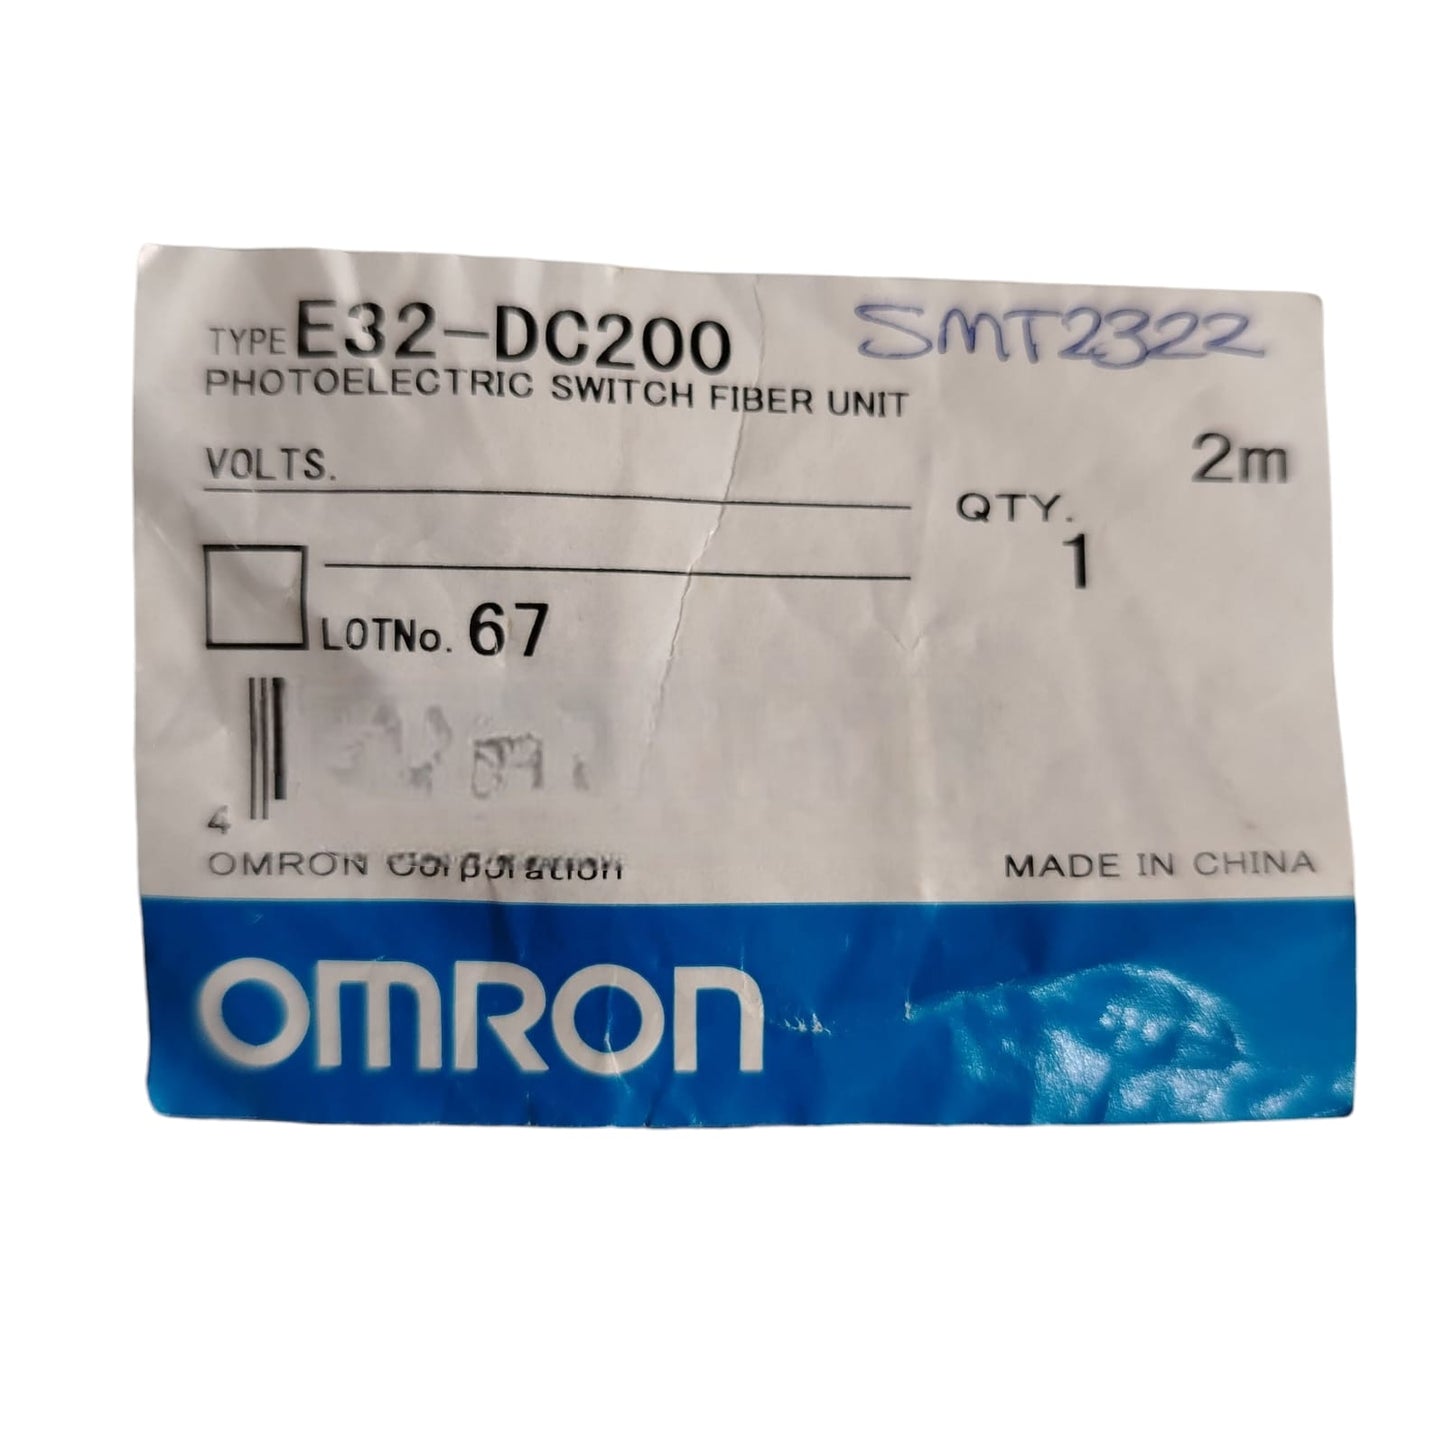 TYPE E32-DC200 SMT2322
PHOTOELECTRIC SWITCH FIBER UNIT
VOLTS. 2m
QTY.
1
LOTNo. 67
4
OMRON Corporation MADE IN CHINA
OMRON